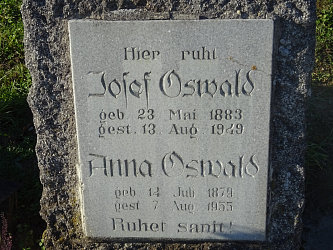 Hier ruht
Josef Oswald
geb 23 Mai 1883
gest. 13. Aug. 1949
Anna Oswald
geb 14 Juli 1879
gest 7 Aug 1955
Ruhet sanft!